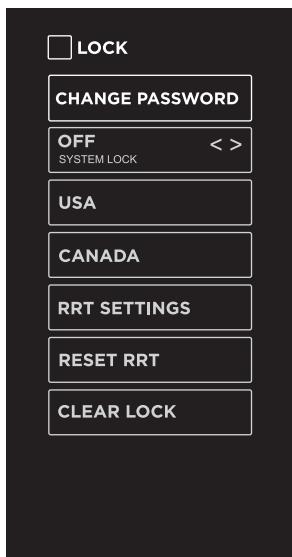 LOCK
CHANGE PASSWORD
OFF < >
SYSTEM LOCK
USA
CANADA
RRT SETTINGS
RESET RRT
CLEAR LOCK